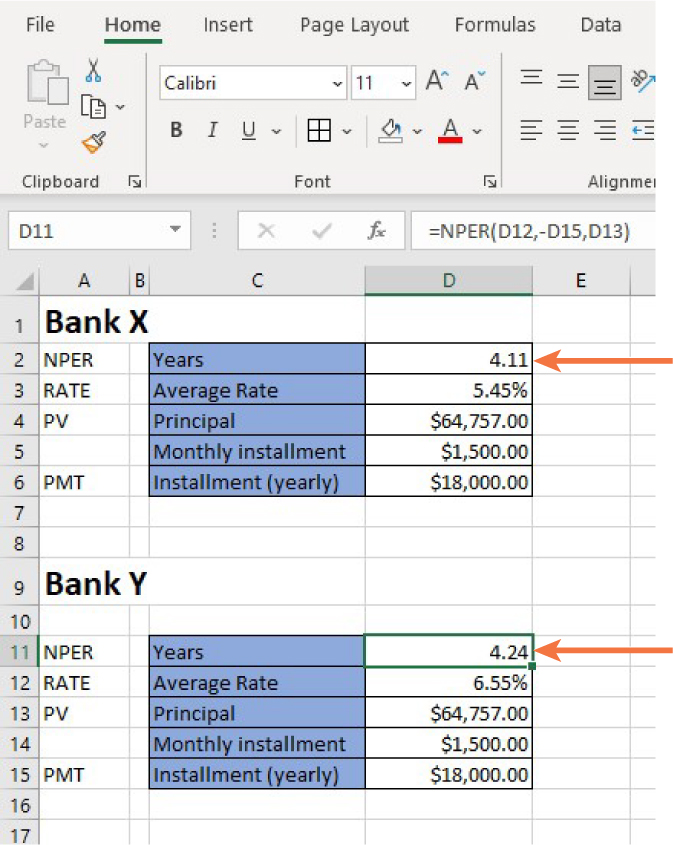 File Home Insert Page Layout Formulas Data
Calibri 11 A A
Paste B I U A
Clipboard Font Alignme
D11 fx =NPER(D12,-D15,D13)
A B C D E
1 Bank X
2 NPER Years 4.11
3 RATE Average Rate 5.45%
4 PV Principal $64,757.00
5 Monthly installment $1,500.00
6 PMT Installment (yearly) $18,000.00
7
8
9 Bank Y
10
11 NPER Years 4.24
12 RATE Average Rate 6.55%
13 PV Principal $64,757.00
14 Monthly installment $1,500.00
15 PMT Installment (yearly) $18,000.00
16
17